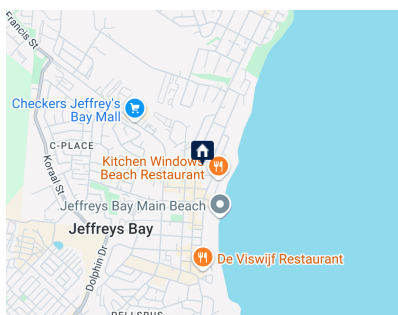 Francis St
Checkers Jeffrey's
Bay Mall
C-PLACE
Kitchen Windows
Beach Restaurant
Koraal St
Jeffreys Bay Main Beach
Jeffreys Bay
Dolphin Dr
De Viswijf Restaurant